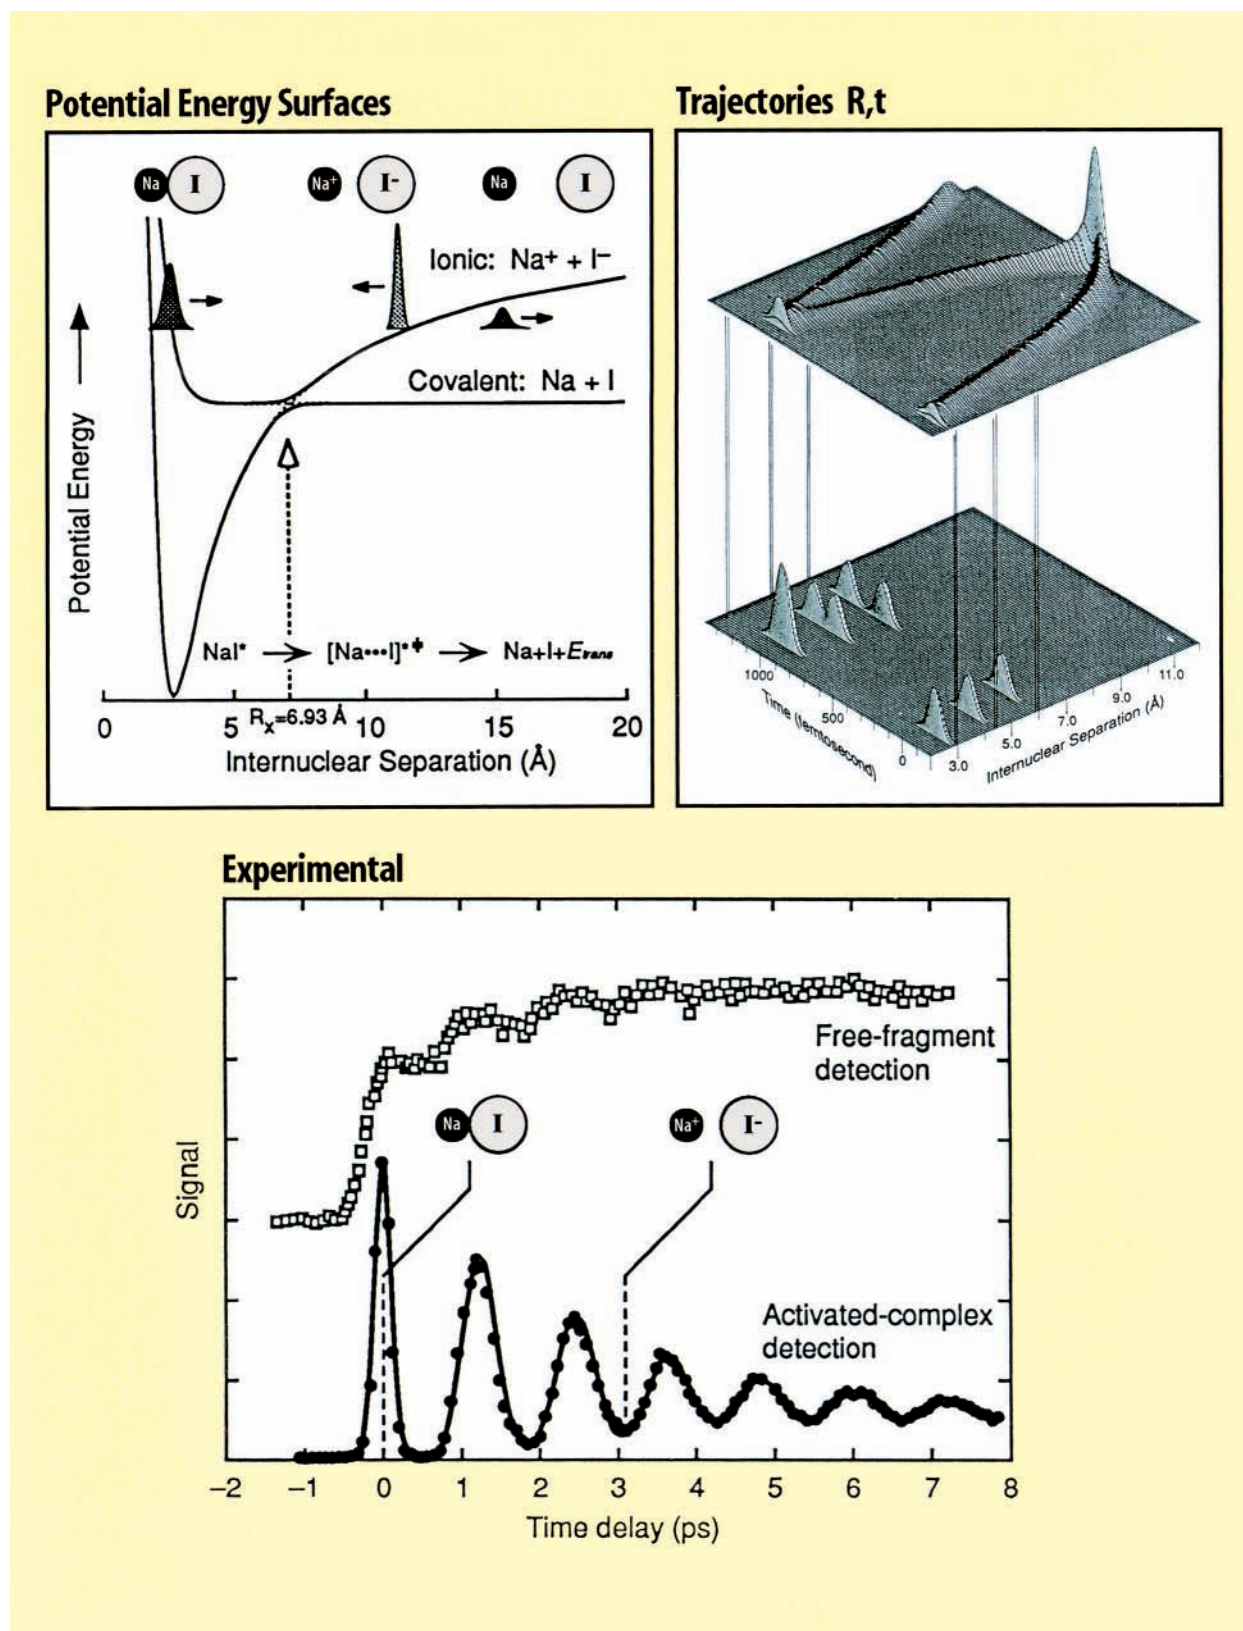 Potential Energy Surfaces
Na I Na⁺ I⁻ Na I
Ionic: Na⁺ + I⁻
Covalent: Na + I
Potential Energy
NaI* → [Na•••I]*‡ → Na+I+E_trans
0 5 R_x=6.93 Å 10 15 20
Internuclear Separation (Å)
Trajectories R,t
1000
500
0
Time (femtosecond)
3.0
5.0
7.0
9.0
11.0
Internuclear Separation (Å)
Experimental
Signal
Free-fragment
detection
Na I Na⁺ I⁻
Activated-complex
detection
–2 –1 0 1 2 3 4 5 6 7 8
Time delay (ps)